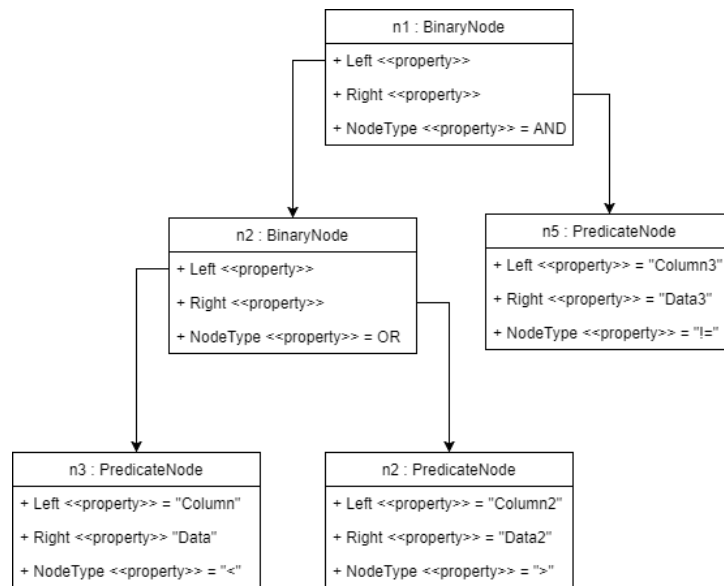 n1 : BinaryNode
+ Left <<property>>
+ Right <<property>>
+ NodeType <<property>> = AND
n2 : BinaryNode
+ Left <<property>>
+ Right <<property>>
+ NodeType <<property>> = OR
n5 : PredicateNode
+ Left <<property>> = "Column3"
+ Right <<property>> = "Data3"
+ NodeType <<property>> = "!="
n3 : PredicateNode
+ Left <<property>> = "Column"
+ Right <<property>> "Data"
+ NodeType <<property>> = "<"
n2 : PredicateNode
+ Left <<property>> = "Column2"
+ Right <<property>> = "Data2"
+ NodeType <<property>> = ">"